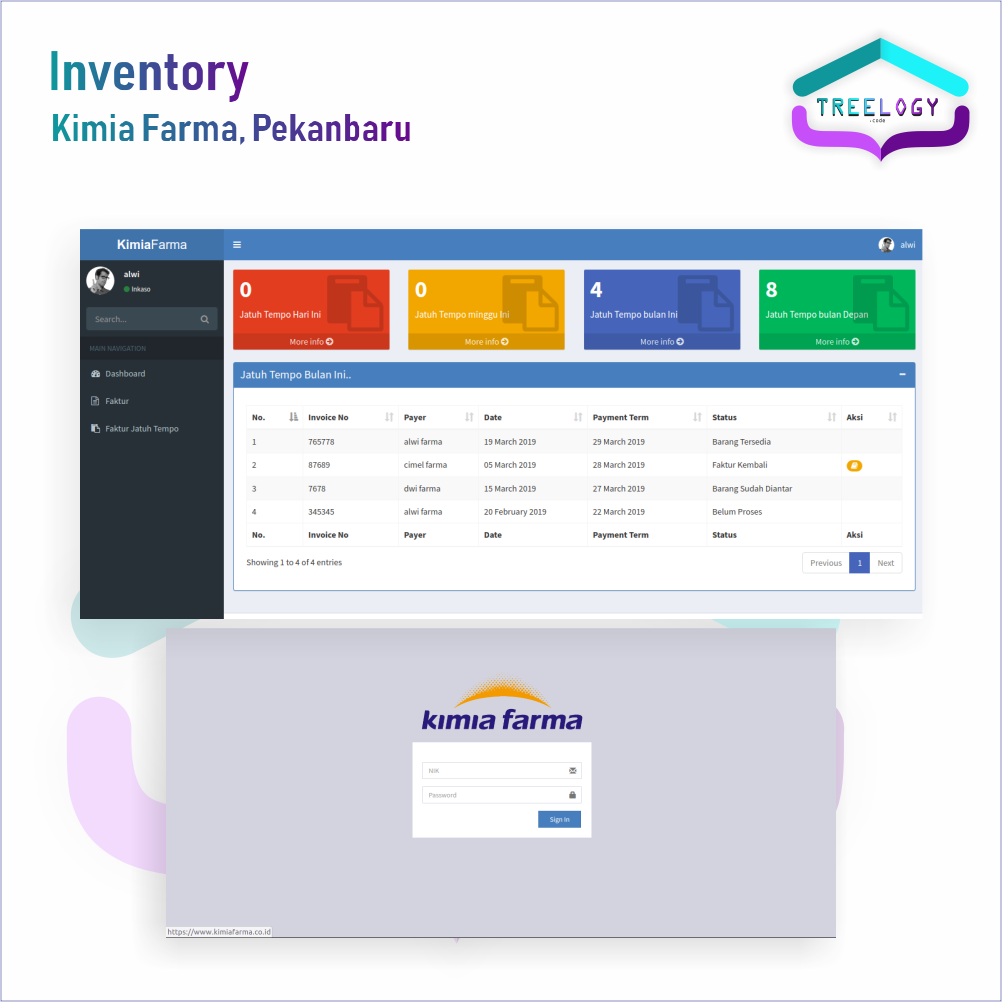 Inventory
Kimia Farma, Pekanbaru
TREELOGY
.code
KimiaFarma
alwi
alwi
Inkaso
Search...
MAIN NAVIGATION
Dashboard
Faktur
Faktur Jatuh Tempo
0
Jatuh Tempo Hari Ini
More info
0
Jatuh Tempo minggu Ini
More info
4
Jatuh Tempo bulan Ini
More info
8
Jatuh Tempo bulan Depan
More info
Jatuh Tempo Bulan Ini..
No. Invoice No Payer Date Payment Term Status Aksi
1 765778 alwi farma 19 March 2019 29 March 2019 Barang Tersedia
2 87689 cimel farma 05 March 2019 28 March 2019 Faktur Kembali
3 7678 dwi farma 15 March 2019 27 March 2019 Barang Sudah Diantar
4 345345 alwi farma 20 February 2019 22 March 2019 Belum Proses
No. Invoice No Payer Date Payment Term Status Aksi
Showing 1 to 4 of 4 entries
Previous 1 Next
kimia farma
NIK
Password
Sign In
https://www.kimiafarma.co.id